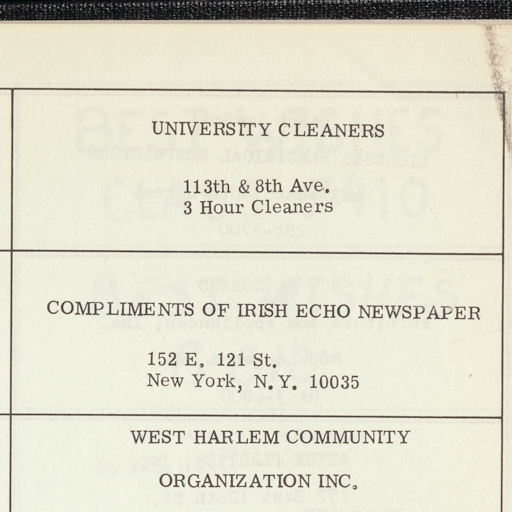 UNIVERSITY CLEANERS
113th & 8th Ave.
3 Hour Cleaners
COMPLIMENTS OF IRISH ECHO NEWSPAPER
152 E. 121 St.
New York, N.Y. 10035
WEST HARLEM COMMUNITY
ORGANIZATION INC.